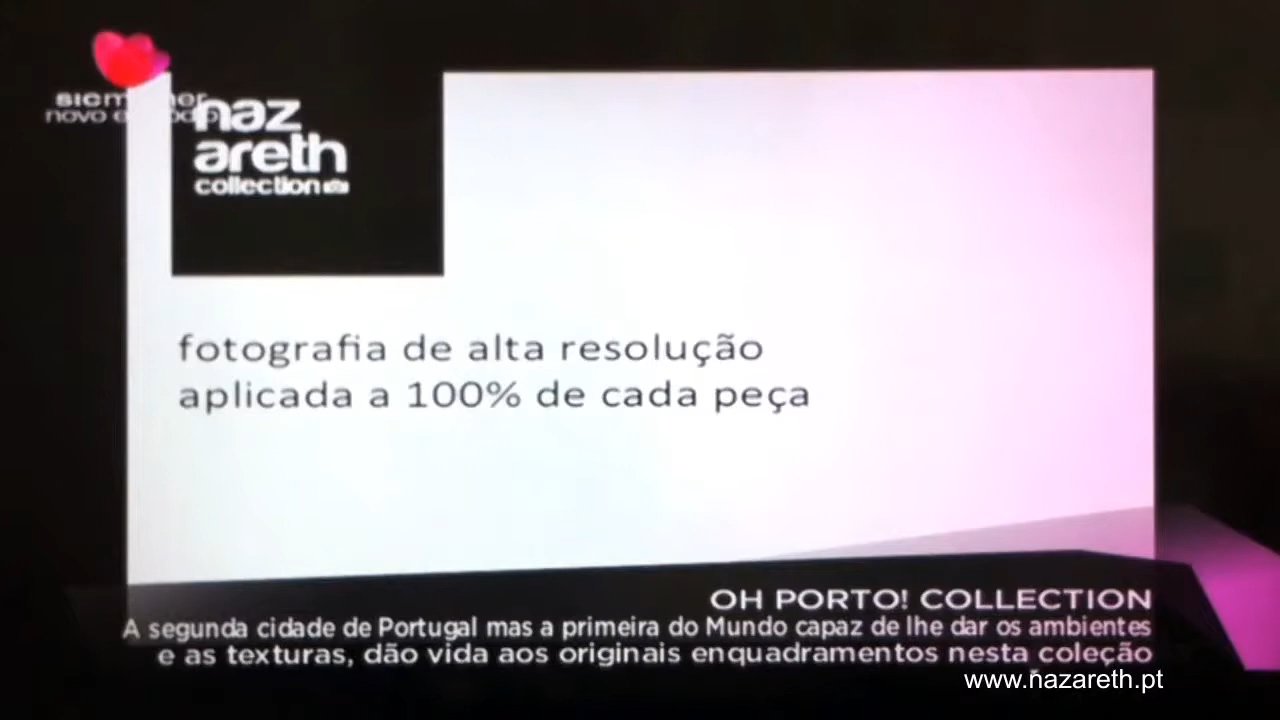 naz
areth
collection
fotografia de alta resolução
aplicada a 100% de cada peça
OH PORTO! COLLECTION
A segunda cidade de Portugal mas a primeira do Mundo capaz de lhe dar os ambientes
e as texturas, dão vida aos originais enquadramentos nesta coleção
www.nazareth.pt